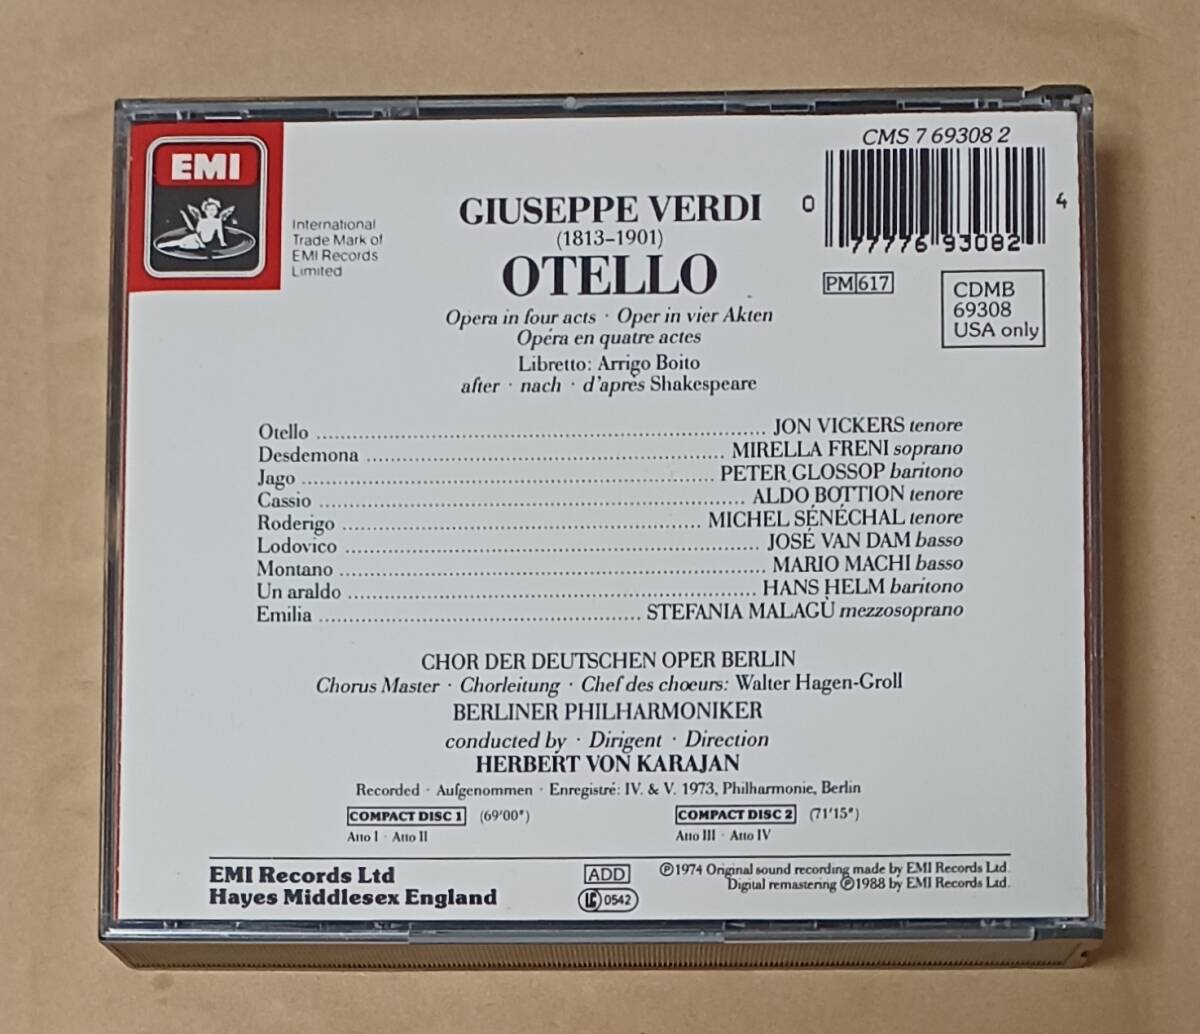 EMI
International
Trade Mark of
EMI Records
Limited
CMS 7 69308 2
0 77776 93082 4
PM 617
CDMB
69308
USA only
GIUSEPPE VERDI
(1813–1901)
OTELLO
Opera in four acts · Oper in vier Akten
Opéra en quatre actes
Libretto: Arrigo Boito
after · nach · d'après Shakespeare
Otello JON VICKERS tenore
Desdemona MIRELLA FRENI soprano
Jago PETER GLOSSOP baritono
Cassio ALDO BOTTION tenore
Roderigo MICHEL SÉNÉCHAL tenore
Lodovico JOSÉ VAN DAM basso
Montano MARIO MACHI basso
Un araldo HANS HELM baritono
Emilia STEFANIA MALAGÙ mezzosoprano
CHOR DER DEUTSCHEN OPER BERLIN
Chorus Master · Chorleitung · Chef des chœurs: Walter Hagen-Groll
BERLINER PHILHARMONIKER
conducted by · Dirigent · Direction
HERBERT VON KARAJAN
Recorded · Aufgenommen · Enregistré: IV. & V. 1973, Philharmonie, Berlin
COMPACT DISC 1 (69'00") COMPACT DISC 2 (71'15")
Atto I · Atto II Atto III · Atto IV
EMI Records Ltd
Hayes Middlesex England
ADD
LC 0542
℗1974 Original sound recording made by EMI Records Ltd.
Digital remastering ℗1988 by EMI Records Ltd.